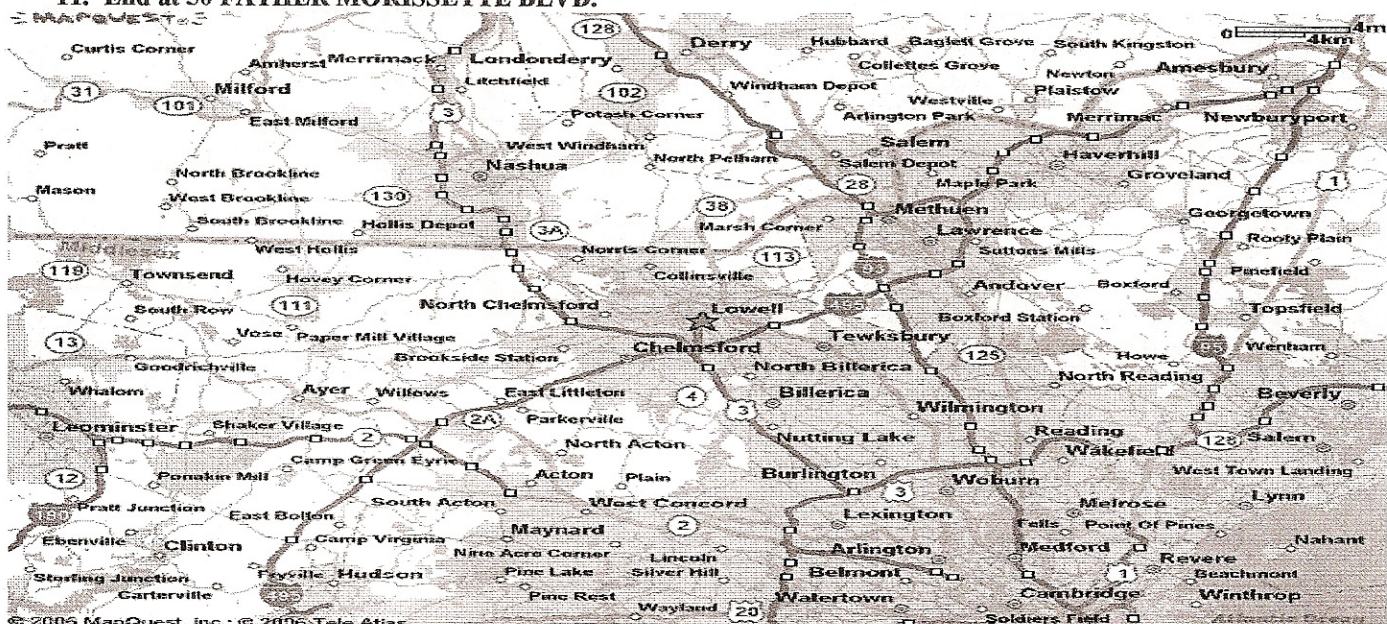 11. End at 50 FATHER MORISSETTE BLVD.
MAPQUEST
4m
4km
Curtis Corner
Amherst
Merrimack
Londonderry
128
Derry
Hubbard
Baglett Grove
South Kingston
Collettes Grove
Newton
Amesbury
31
101
Milford
Litchfield
102
Windham Depot
Westville
Plaistow
East Milford
3
Potash Corner
Arlington Park
Merrimac
Newburyport
Pratt
West Windham
Salem
Haverhill
Nashua
North Pelham
Salem Depot
Mason
North Brookline
28
Maple Park
Groveland
1
West Brookline
130
38
Methuen
Georgetown
South Brookline
Hollis Depot
3A
Marsh Corner
Lawrence
Rooty Plain
Middlesex
West Hollis
Norris Corner
113
Suttons Mills
119
Townsend
Hovey Corner
Collinsville
93
Pinefield
South Row
111
North Chelmsford
Lowell
495
Andover
Boxford
Topsfield
13
Vose
Paper Mill Village
Boxford Station
Brookside Station
Chelmsford
Tewksbury
95
Wenham
Goodrichville
125
Howe
Whalom
Ayer
Willows
East Littleton
North Billerica
North Reading
Beverly
4
3
Billerica
Wilmington
Leominster
Shaker Village
2
2A
Parkerville
Nutting Lake
Reading
128
Salem
North Acton
Wakefield
12
Ponakin Mill
Camp Green Eyrie
Acton
Plain
Burlington
3
Woburn
West Town Landing
190
Pratt Junction
South Acton
West Concord
Melrose
Lynn
East Bolton
2
Lexington
Fells
Point Of Pines
Ebenville
Clinton
Camp Virginia
Maynard
Nine Acre Corner
Lincoln
Arlington
Medford
Revere
Nahant
Sterling Junction
Fryville
Hudson
Pine Lake
Silver Hill
Belmont
1
Beachmont
Carterville
495
Pine Rest
Wayland
20
Watertown
Cambridge
Winthrop
Soldiers Field
© 2006 MapQuest, Inc.; © 2006 Tele Atlas